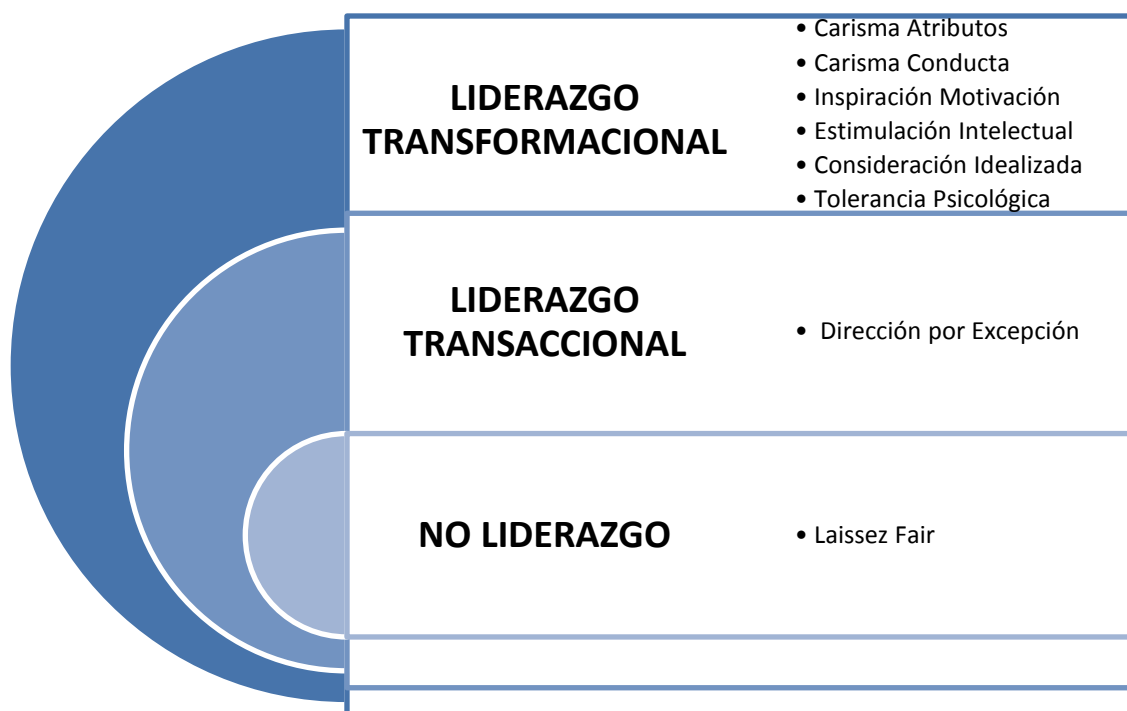 LIDERAZGO
TRANSFORMACIONAL
• Carisma Atributos
• Carisma Conducta
• Inspiración Motivación
• Estimulación Intelectual
• Consideración Idealizada
• Tolerancia Psicológica
LIDERAZGO
TRANSACCIONAL
• Dirección por Excepción
NO LIDERAZGO
• Laissez Fair